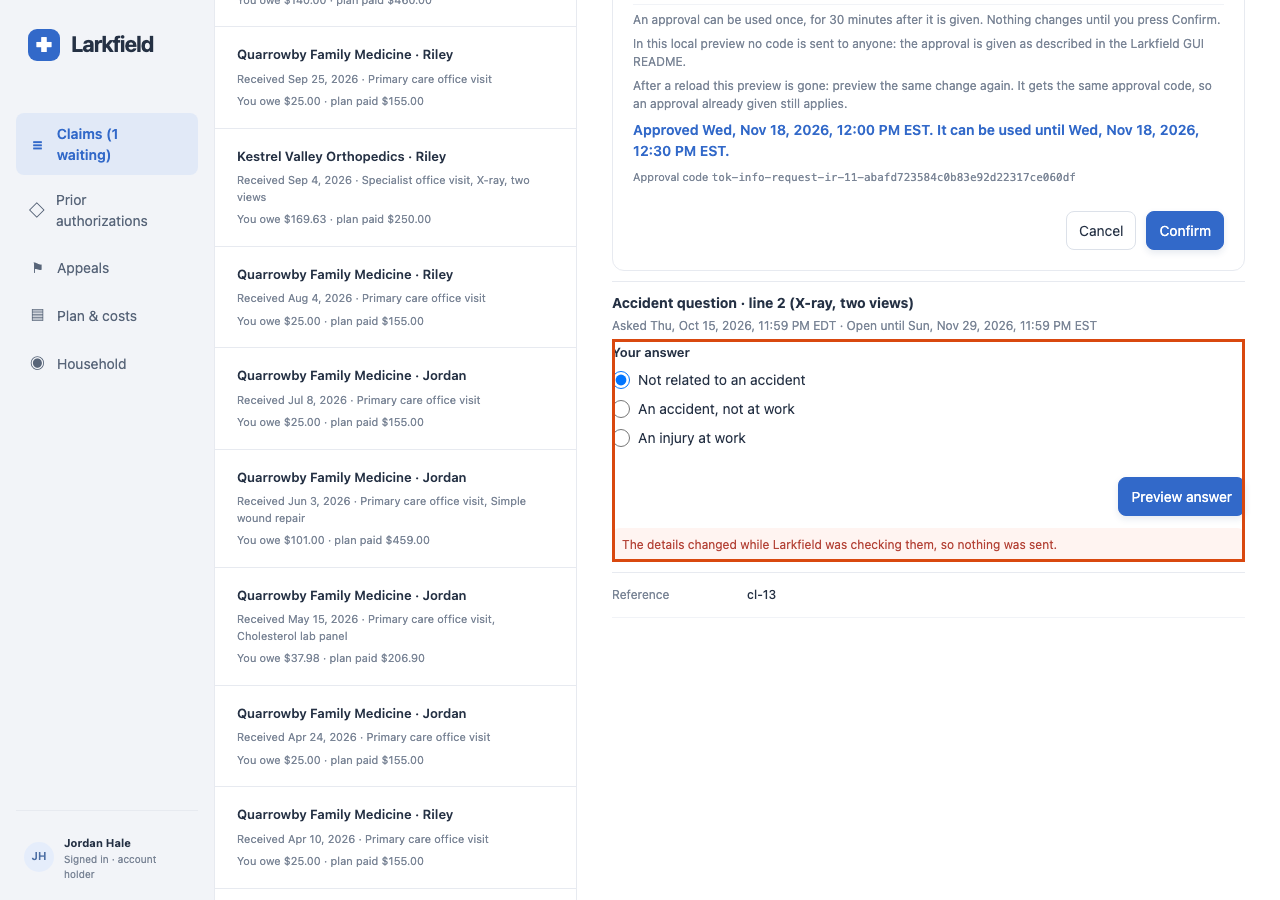 Larkfield
Claims (1
waiting)
Prior
authorizations
Appeals
Plan & costs
Household
JH
Jordan Hale
Signed in · account
holder
You owe $140.00 · plan paid $460.00
Quarrowby Family Medicine · Riley
Received Sep 25, 2026 · Primary care office visit
You owe $25.00 · plan paid $155.00
Kestrel Valley Orthopedics · Riley
Received Sep 4, 2026 · Specialist office visit, X-ray, two
views
You owe $169.63 · plan paid $250.00
Quarrowby Family Medicine · Riley
Received Aug 4, 2026 · Primary care office visit
You owe $25.00 · plan paid $155.00
Quarrowby Family Medicine · Jordan
Received Jul 8, 2026 · Primary care office visit
You owe $25.00 · plan paid $155.00
Quarrowby Family Medicine · Jordan
Received Jun 3, 2026 · Primary care office visit, Simple
wound repair
You owe $101.00 · plan paid $459.00
Quarrowby Family Medicine · Jordan
Received May 15, 2026 · Primary care office visit,
Cholesterol lab panel
You owe $37.98 · plan paid $206.90
Quarrowby Family Medicine · Jordan
Received Apr 24, 2026 · Primary care office visit
You owe $25.00 · plan paid $155.00
Quarrowby Family Medicine · Riley
Received Apr 10, 2026 · Primary care office visit
You owe $25.00 · plan paid $155.00
An approval can be used once, for 30 minutes after it is given. Nothing changes until you press Confirm.
In this local preview no code is sent to anyone: the approval is given as described in the Larkfield GUI
README.
After a reload this preview is gone: preview the same change again. It gets the same approval code, so
an approval already given still applies.
Approved Wed, Nov 18, 2026, 12:00 PM EST. It can be used until Wed, Nov 18, 2026,
12:30 PM EST.
Approval code tok-info-request-ir-11-abafd723584c0b83e92d22317ce060df
Cancel
Confirm
Accident question · line 2 (X-ray, two views)
Asked Thu, Oct 15, 2026, 11:59 PM EDT · Open until Sun, Nov 29, 2026, 11:59 PM EST
Your answer
Not related to an accident
An accident, not at work
An injury at work
Preview answer
The details changed while Larkfield was checking them, so nothing was sent.
Reference
cl-13